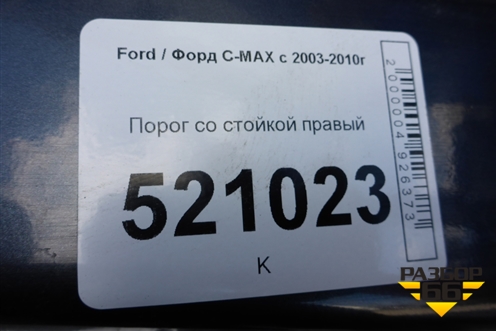 Ford / Форд C-MAX с 2003-2010г
Порог со стойкой правый
521023
К
2000004926373
РАЗБОР
66